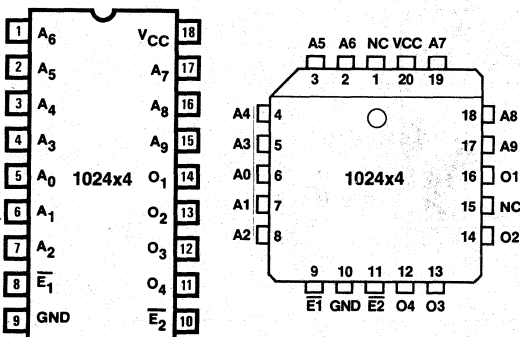 1 A6 VCC 18
2 A5 A7 17
3 A4 A8 16
4 A3 A9 15
5 A0 1024x4 O1 14
6 A1 O2 13
7 A2 O3 12
8 E1 O4 11
9 GND E2 10
A5 A6 NC VCC A7
3 2 1 20 19
A4 4 18 A8
A3 5 17 A9
A0 6 1024x4 16 O1
A1 7 15 NC
A2 8 14 O2
9 10 11 12 13
E1 GND E2 O4 O3